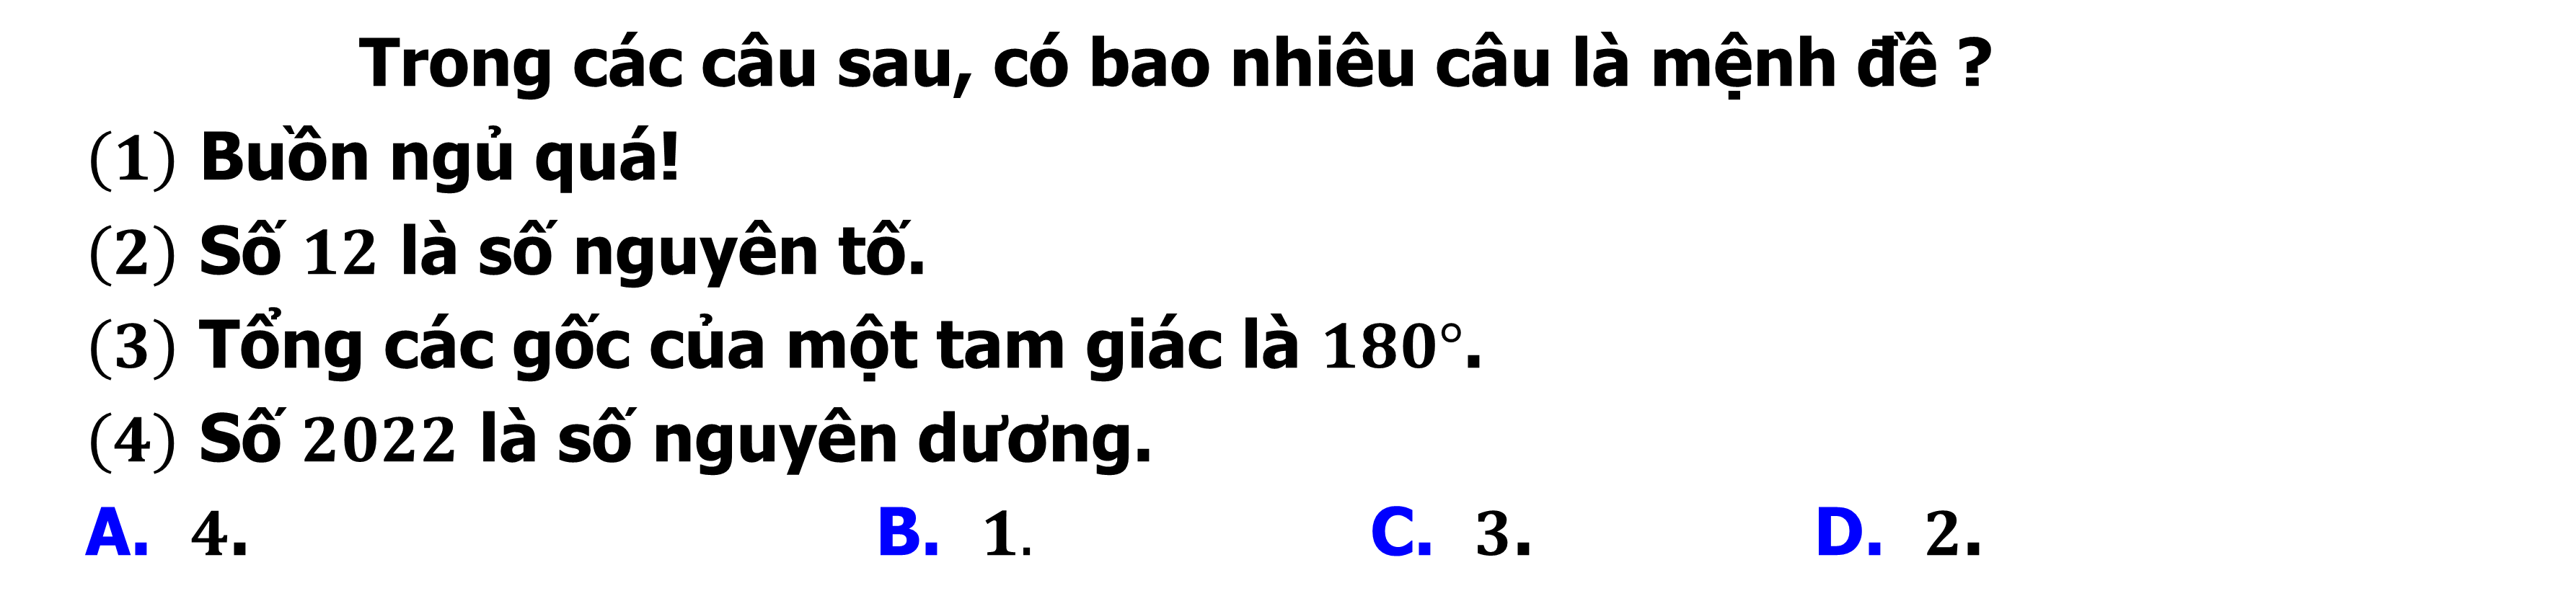 Trong các câu sau, có bao nhiêu câu là mệnh đề ?
(1) Buồn ngủ quá!
(2) Số 12 là số nguyên tố.
(3) Tổng các gốc của một tam giác là 180°.
(4) Số 2022 là số nguyên dương.
A. 4. B. 1. C. 3. D. 2.